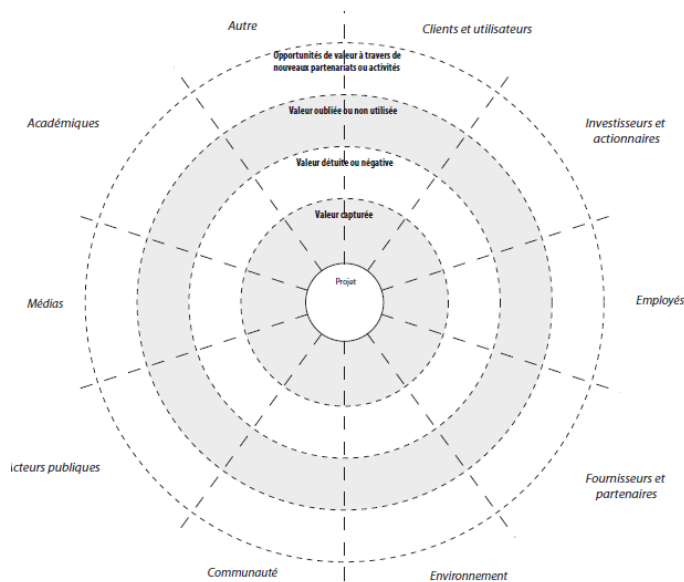 Autre
Clients et utilisateurs
Opportunités de valeur à travers de
nouveaux partenariats ou activités
Valeur oubliée ou non utilisée
Académiques
Investisseurs et
actionnaires
Valeur détuite ou négative
Valeur capturée
Projet
Médias
Employés
cteurs publiques
Fournisseurs et
partenaires
Communauté
Environnement